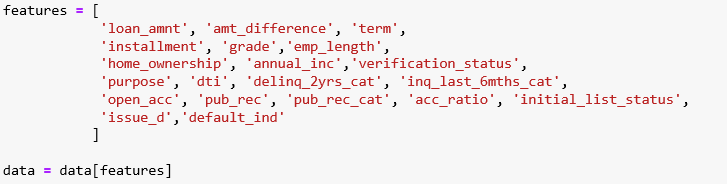 features = [
'loan_amnt', 'amt_difference', 'term',
'installment', 'grade','emp_length',
'home_ownership', 'annual_inc','verification_status',
'purpose', 'dti', 'delinq_2yrs_cat', 'inq_last_6mths_cat',
'open_acc', 'pub_rec', 'pub_rec_cat', 'acc_ratio', 'initial_list_status',
'issue_d','default_ind'
]
data = data[features]